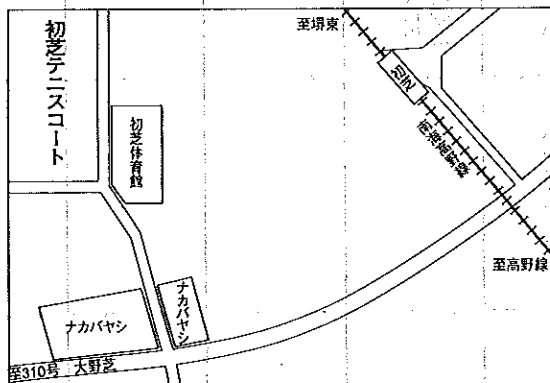 至堺東
初芝
南海高野線
至高野線
初芝テニスコート
初芝体育館
ナカバヤシ
ナカバヤシ
至310号 大野芝